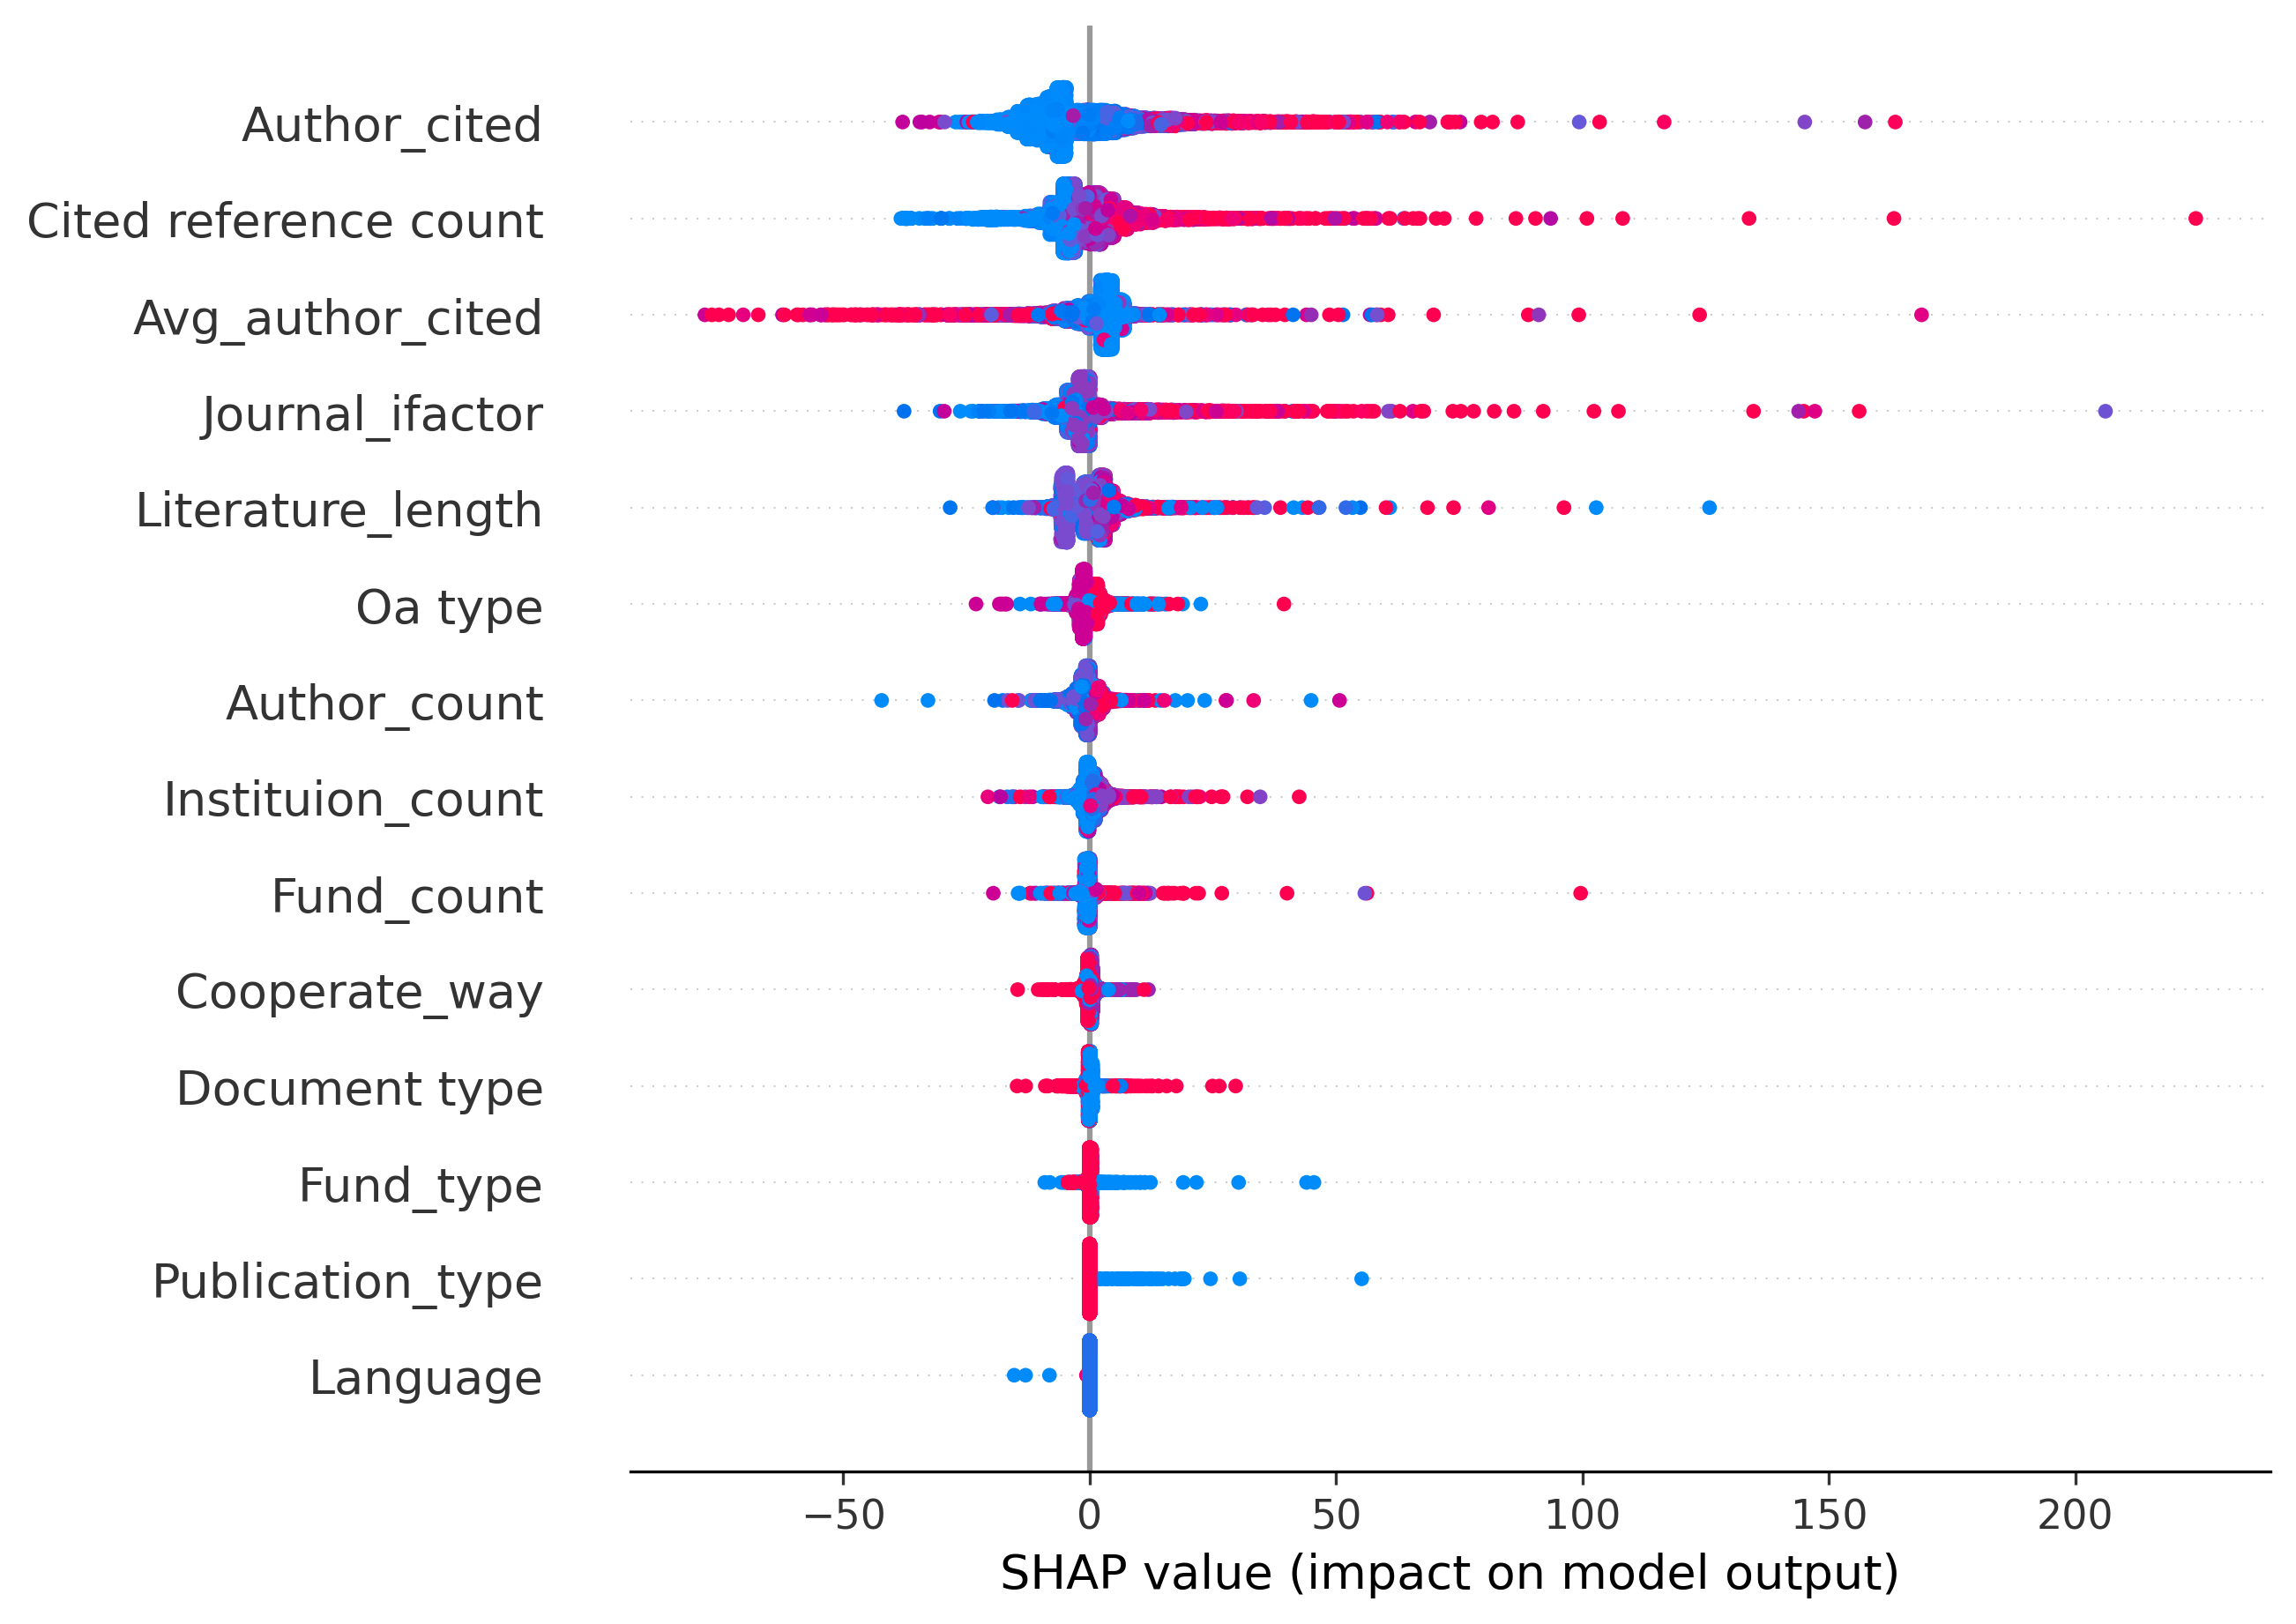 Author_cited
Cited reference count
Avg_author_cited
Journal_ifactor
Literature_length
Oa type
Author_count
Instituion_count
Fund_count
Cooperate_way
Document type
Fund_type
Publication_type
Language
−50 0 50 100 150 200
SHAP value (impact on model output)